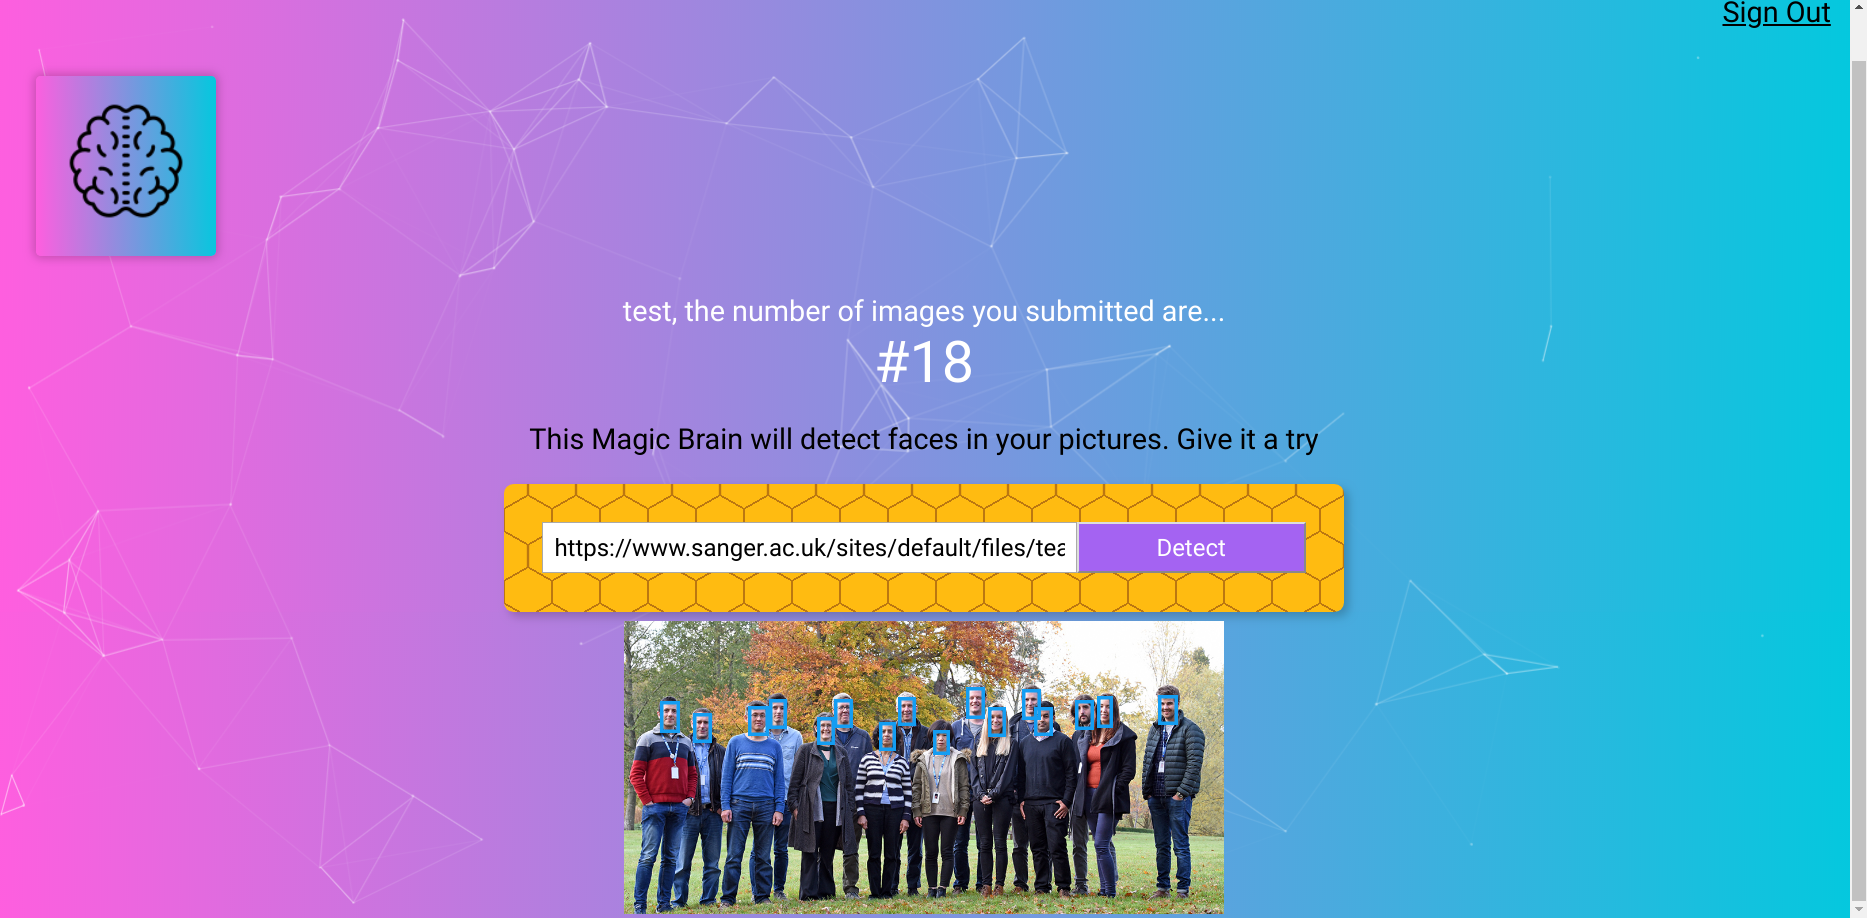 Sign Out
test, the number of images you submitted are...
#18
This Magic Brain will detect faces in your pictures. Give it a try
https://www.sanger.ac.uk/sites/default/files/tea
Detect